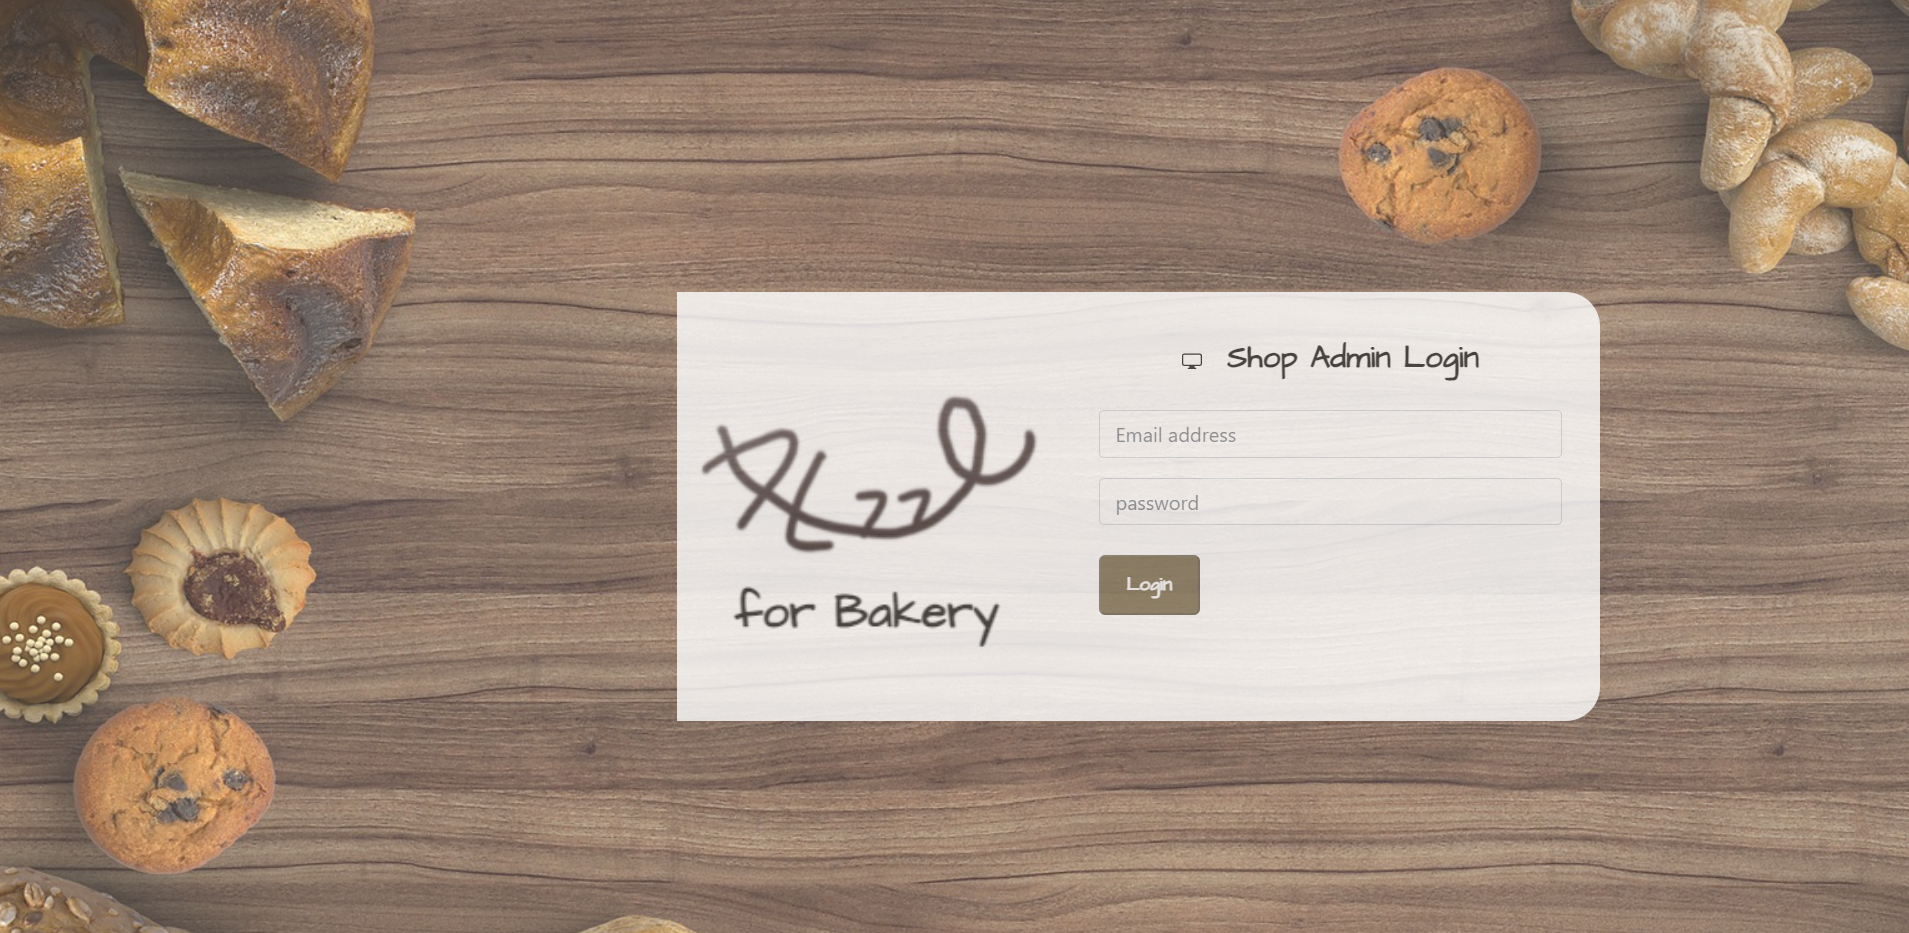 Shop Admin Login
Email address
password
Login
for Bakery